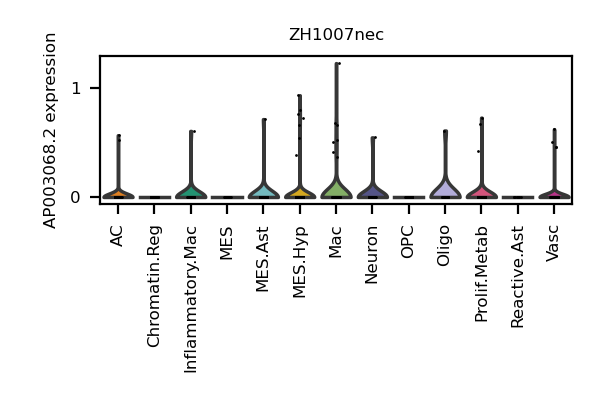 ZH1007nec
AP003068.2 expression
1
0
AC
Chromatin.Reg
Inflammatory.Mac
MES
MES.Ast
MES.Hyp
Mac
Neuron
OPC
Oligo
Prolif.Metab
Reactive.Ast
Vasc